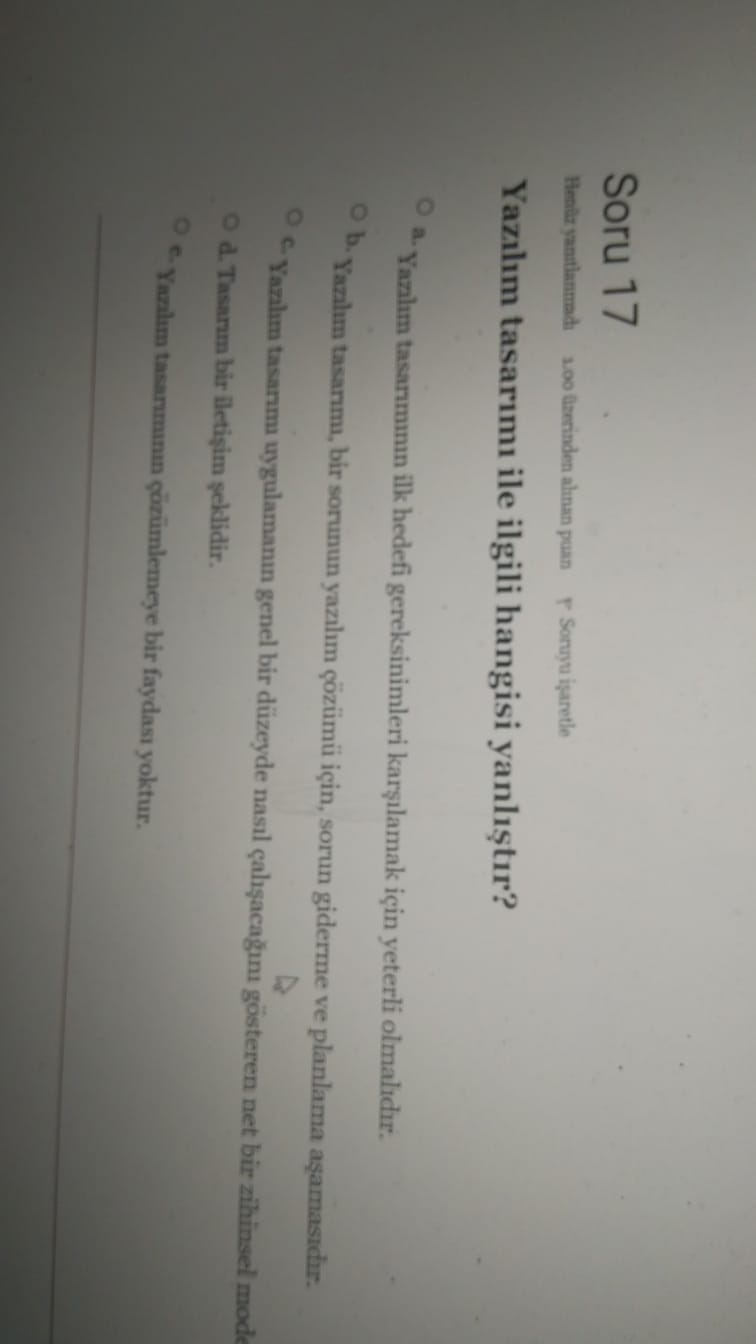 Soru 17
Henüz yanıtlanmadı 1.00 üzerinden alınan puan Soruyu işaretle
Yazılım tasarımı ile ilgili hangisi yanlıştır?
a. Yazılım tasarımının ilk hedefi gereksinimleri karşılamak için yeterli olmalıdır.
b. Yazılım tasarımı, bir sorunun yazılım çözümü için, sorun giderme ve planlama aşamasıdır.
c. Yazılım tasarımı uygulamanın genel bir düzeyde nasıl çalışacağını gösteren net bir zihinsel mode
d. Tasarım bir iletişim şeklidir.
e. Yazılım tasarımının çözümlemeye bir faydası yoktur.